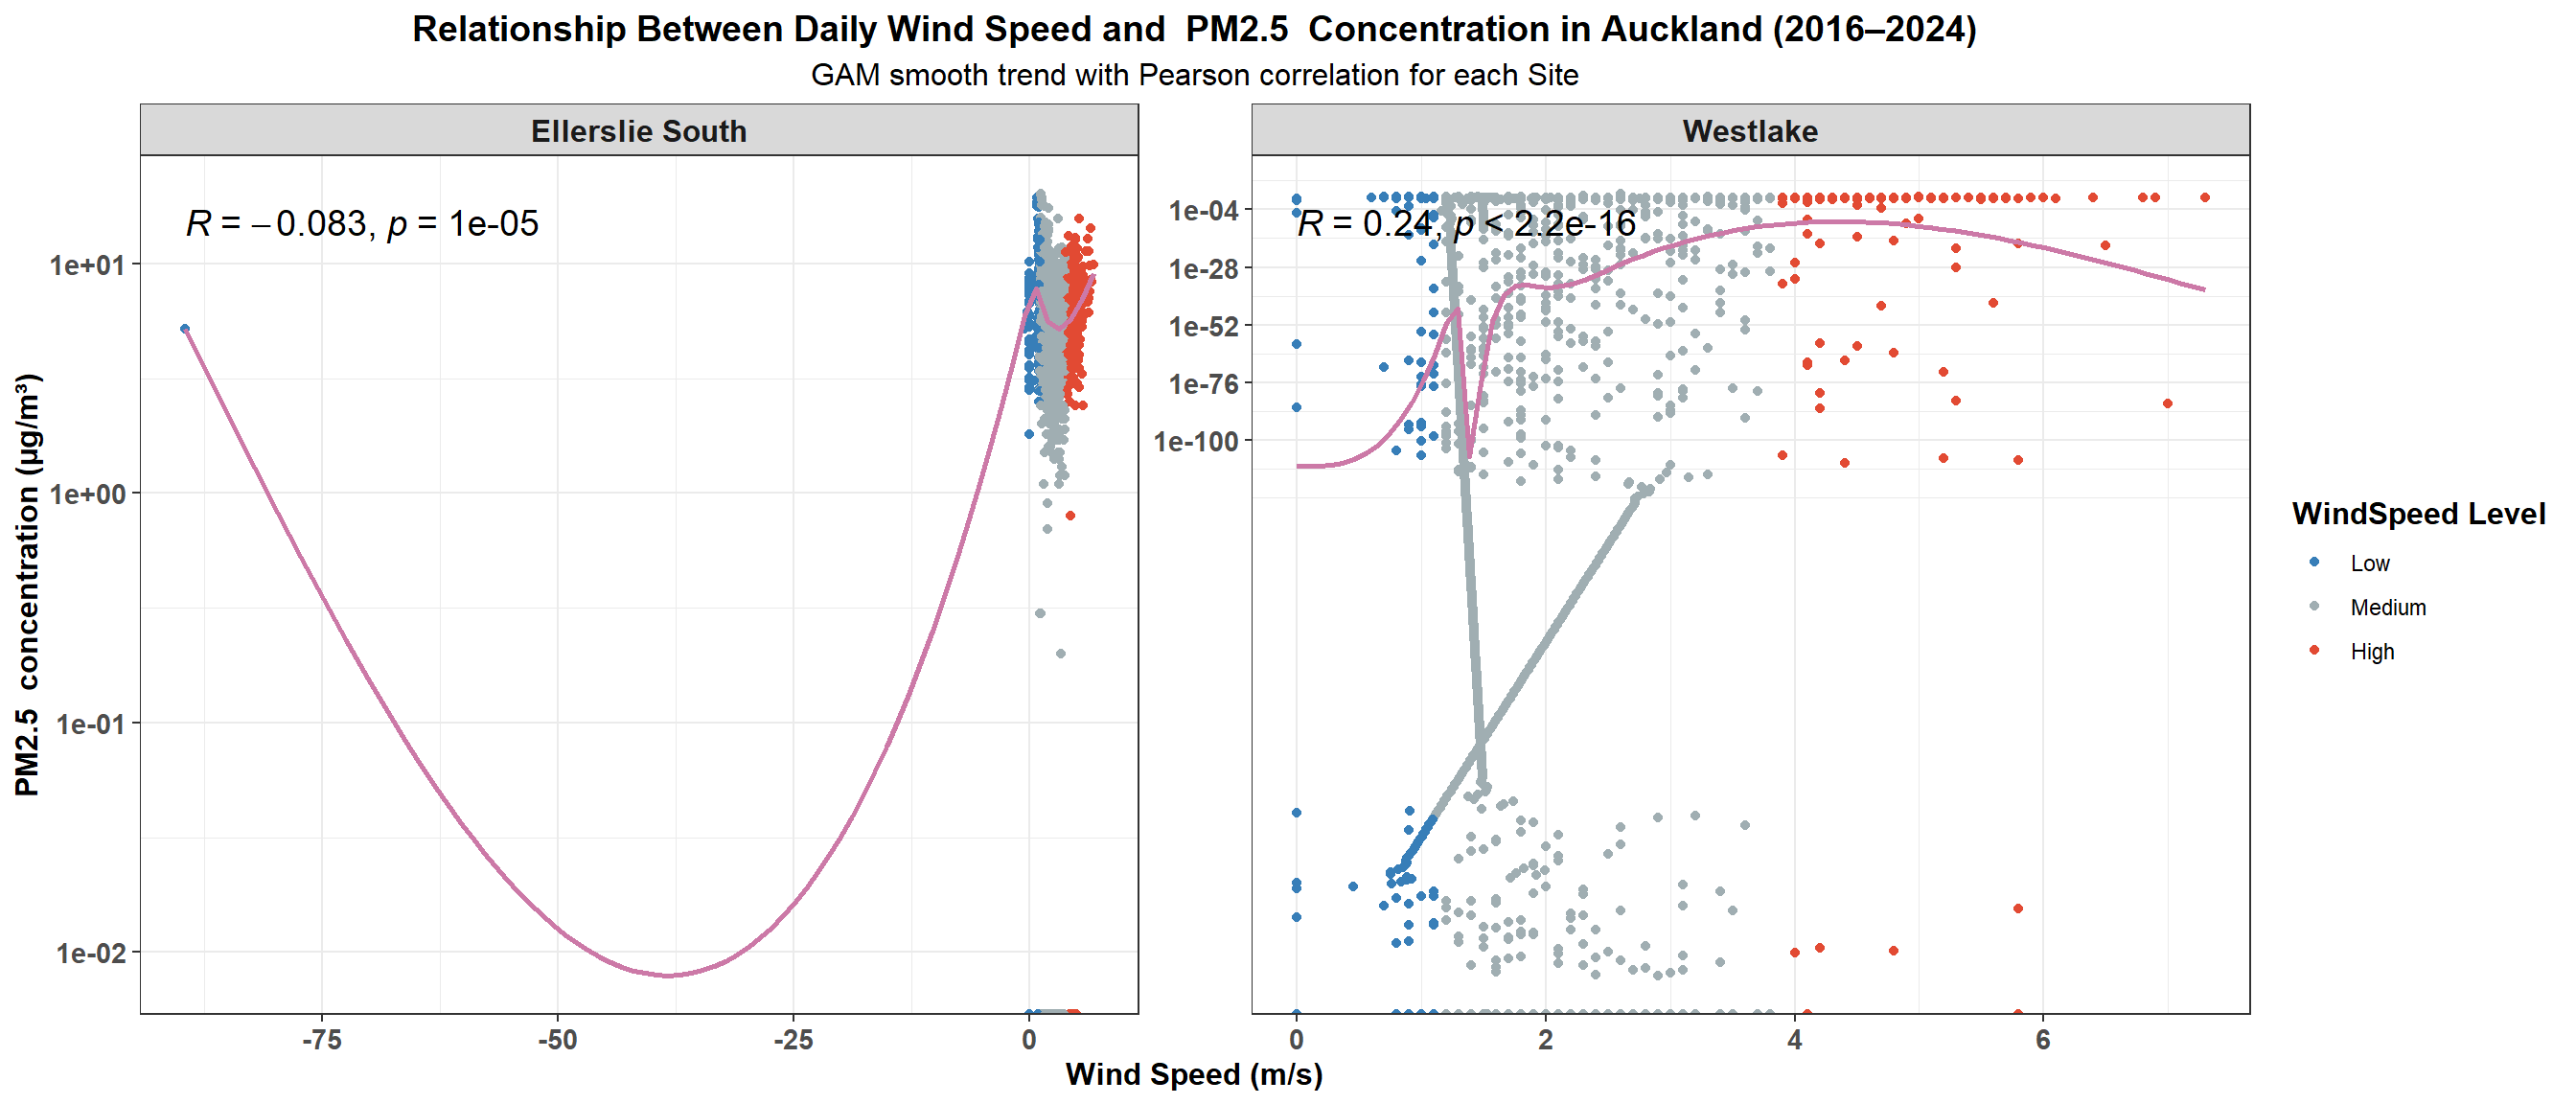 Relationship Between Daily Wind Speed and  PM2.5  Concentration in Auckland (2016–2024)
GAM smooth trend with Pearson correlation for each Site
Ellerslie South
Westlake
R = −0.083, p = 1e-05
R = 0.24, p < 2.2e-16
PM2.5  concentration (µg/m³)
1e+01
1e+00
1e-01
1e-02
1e-04
1e-28
1e-52
1e-76
1e-100
-75
-50
-25
0
0
2
4
6
Wind Speed (m/s)
WindSpeed Level
Low
Medium
High